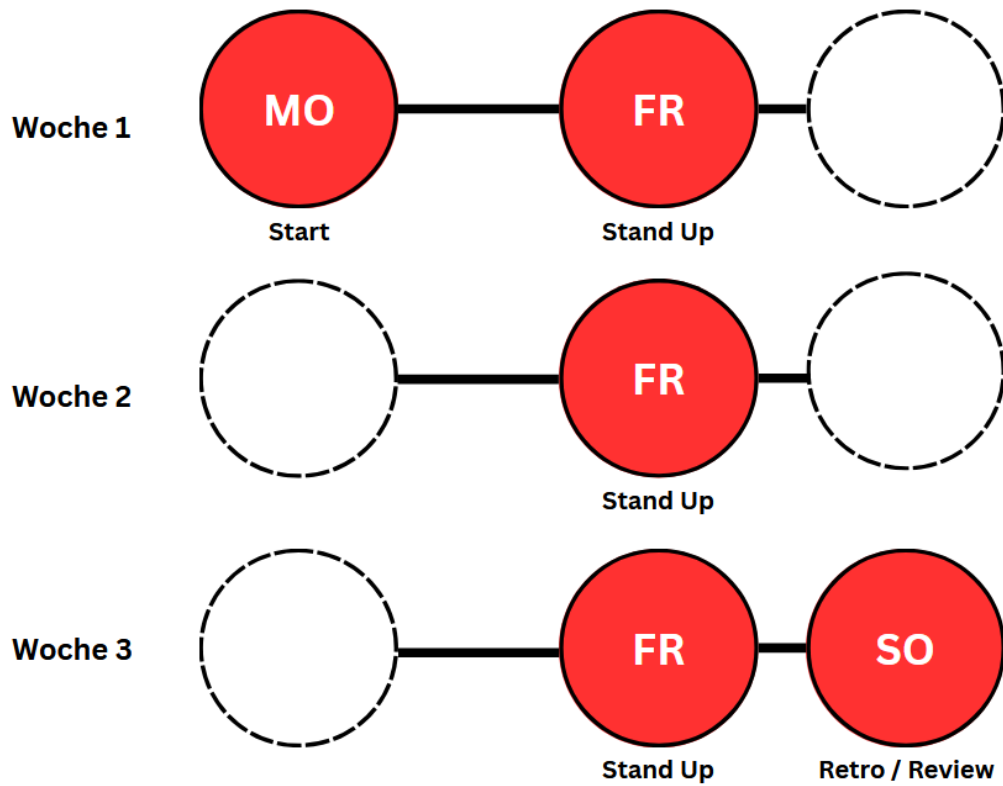 Woche 1
MO
FR
Start
Stand Up
Woche 2
FR
Stand Up
Woche 3
FR
SO
Stand Up
Retro / Review